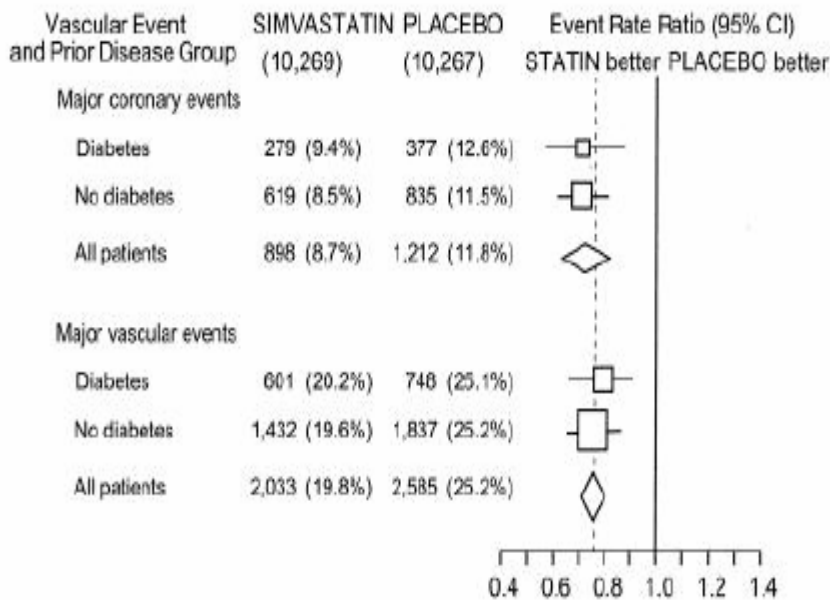 Vascular Event SIMVASTATIN PLACEBO Event Rate Ratio (95% CI)
and Prior Disease Group (10,269) (10,267) STATIN better PLACEBO better
Major coronary events
Diabetes 279 (9.4%) 377 (12.6%)
No diabetes 619 (8.5%) 835 (11.5%)
All patients 898 (8.7%) 1,212 (11.8%)
Major vascular events
Diabetes 601 (20.2%) 748 (25.1%)
No diabetes 1,432 (19.6%) 1,837 (25.2%)
All patients 2,033 (19.8%) 2,585 (25.2%)
0.4 0.6 0.8 1.0 1.2 1.4